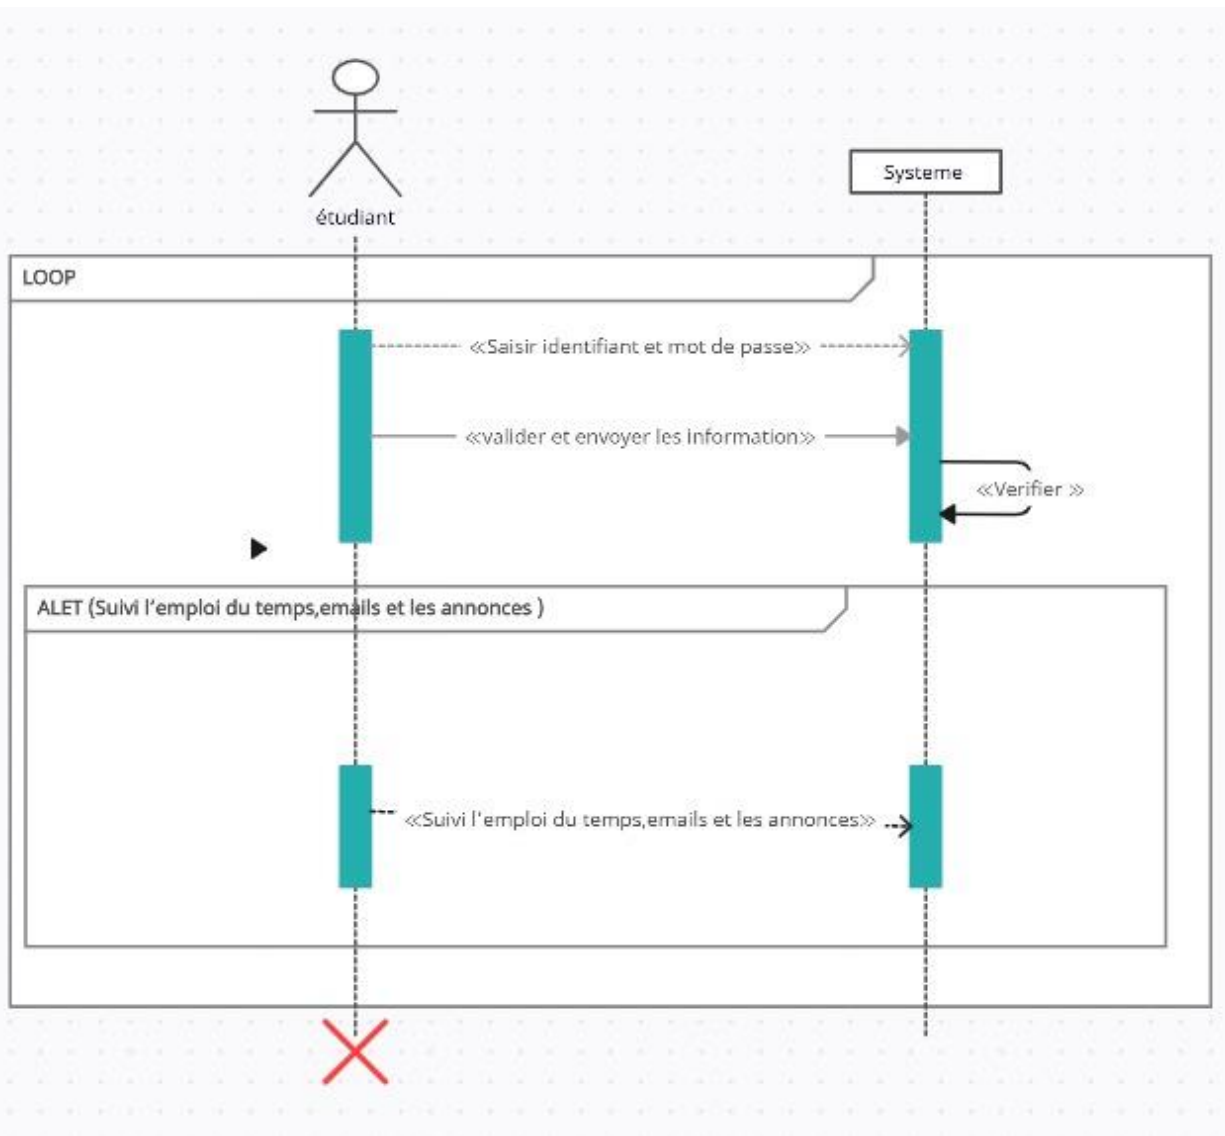 Systeme
étudiant
LOOP
≪Saisir identifiant et mot de passe≫
≪valider et envoyer les information≫
≪Verifier ≫
ALET (Suivi l'emploi du temps,emails et les annonces )
≪Suivi l'emploi du temps,emails et les annonces≫